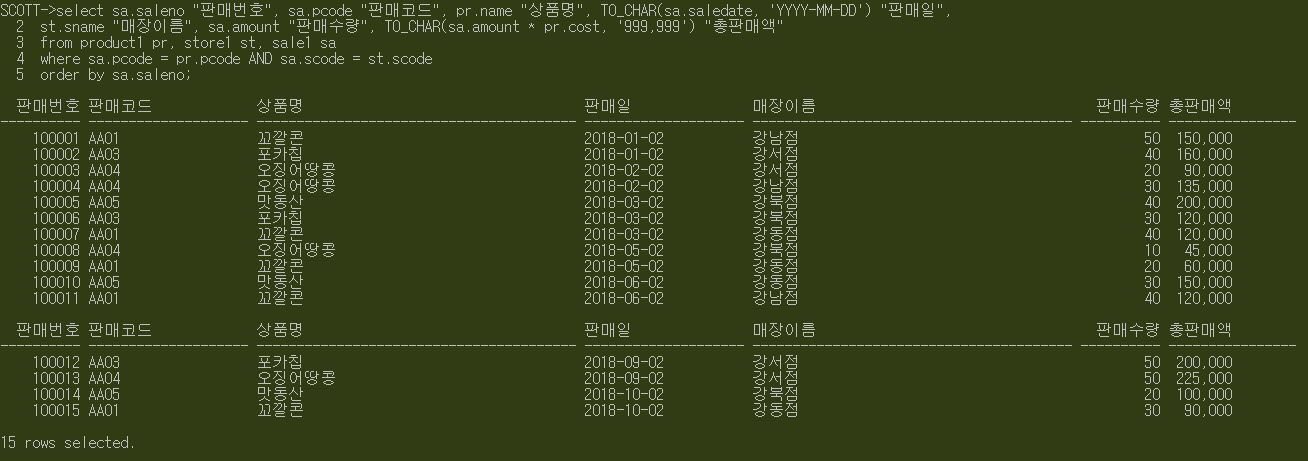 SCOTT->select sa.saleno "판매번호", sa.pcode "판매코드", pr.name "상품명", TO_CHAR(sa.saledate, 'YYYY-MM-DD') "판매일",
2 st.sname "매장이름", sa.amount "판매수량", TO_CHAR(sa.amount * pr.cost, '999,999') "총판매액"
3 from product1 pr, store1 st, sale1 sa
4 where sa.pcode = pr.pcode AND sa.scode = st.scode
5 order by sa.saleno;
판매번호 판매코드 상품명 판매일 매장이름 판매수량 총판매액
100001 AA01 꼬깔콘 2018-01-02 강남점 50 150,000
100002 AA03 포카칩 2018-01-02 강서점 40 160,000
100003 AA04 오징어땅콩 2018-02-02 강서점 20 90,000
100004 AA04 오징어땅콩 2018-02-02 강남점 30 135,000
100005 AA05 맛동산 2018-03-02 강북점 40 200,000
100006 AA03 포카칩 2018-03-02 강북점 30 120,000
100007 AA01 꼬깔콘 2018-03-02 강동점 40 120,000
100008 AA04 오징어땅콩 2018-05-02 강북점 10 45,000
100009 AA01 꼬깔콘 2018-05-02 강동점 20 60,000
100010 AA05 맛동산 2018-06-02 강동점 30 150,000
100011 AA01 꼬깔콘 2018-06-02 강남점 40 120,000
판매번호 판매코드 상품명 판매일 매장이름 판매수량 총판매액
100012 AA03 포카칩 2018-09-02 강서점 50 200,000
100013 AA04 오징어땅콩 2018-09-02 강서점 50 225,000
100014 AA05 맛동산 2018-10-02 강북점 20 100,000
100015 AA01 꼬깔콘 2018-10-02 강동점 30 90,000
15 rows selected.